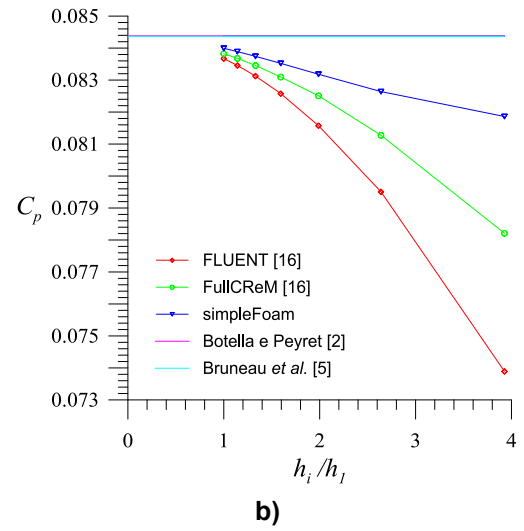 0.085
0.083
0.081
0.079
0.077
0.075
0.073
C_p
FLUENT [16]
FullCReM [16]
simpleFoam
Botella e Peyret [2]
Bruneau et al. [5]
0 1 2 3 4
h_i/h_1
b)